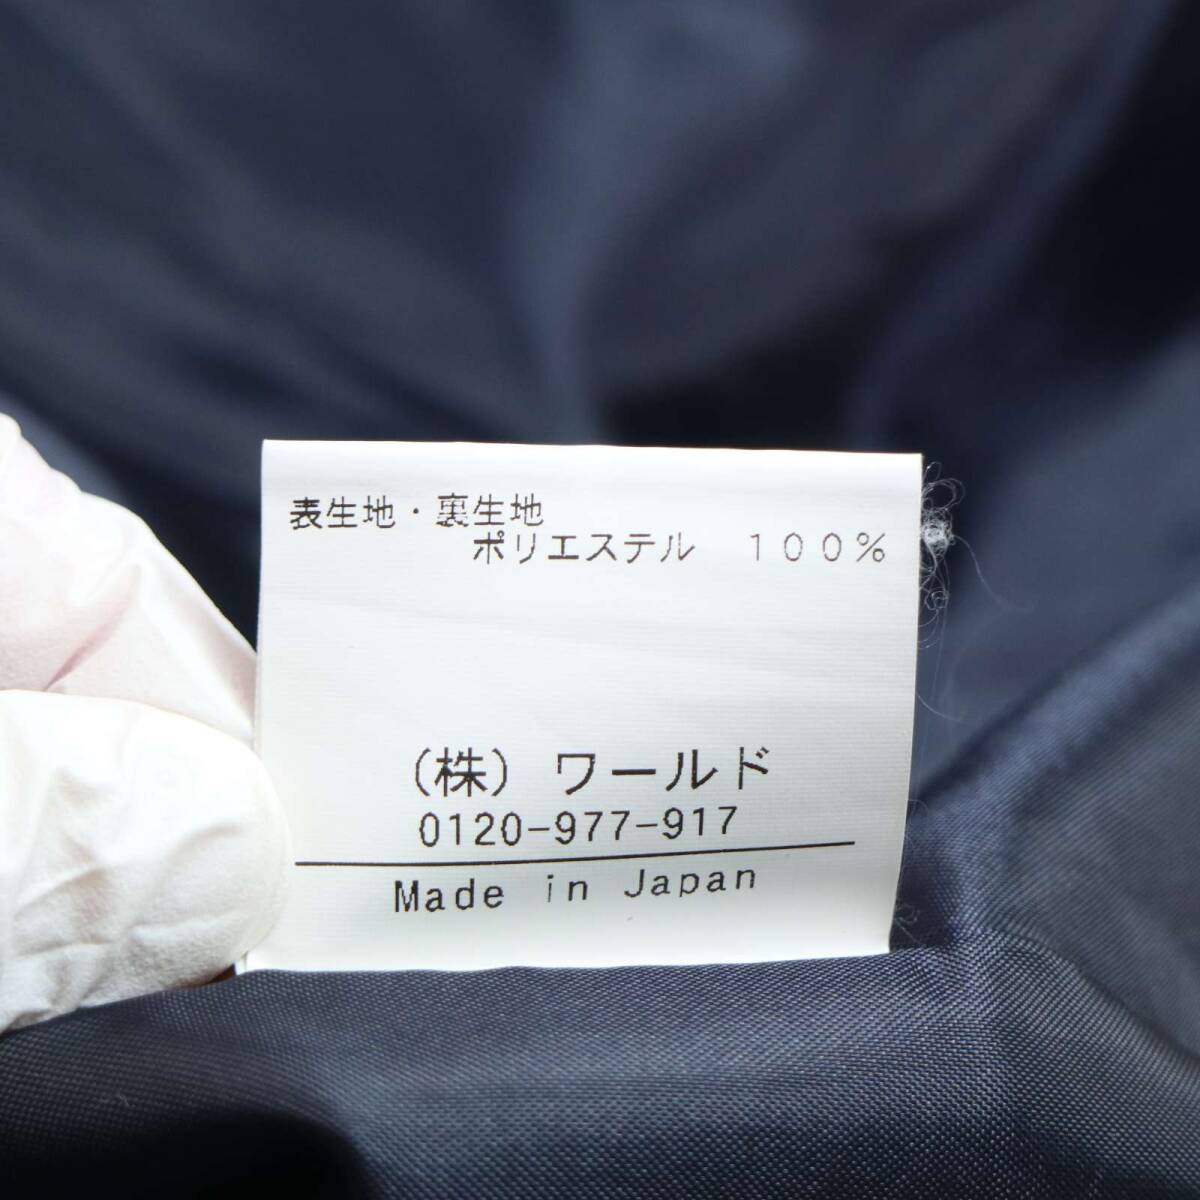 表生地・裏生地
ポリエステル　１００％
（株）ワールド
0120-977-917
Made in Japan